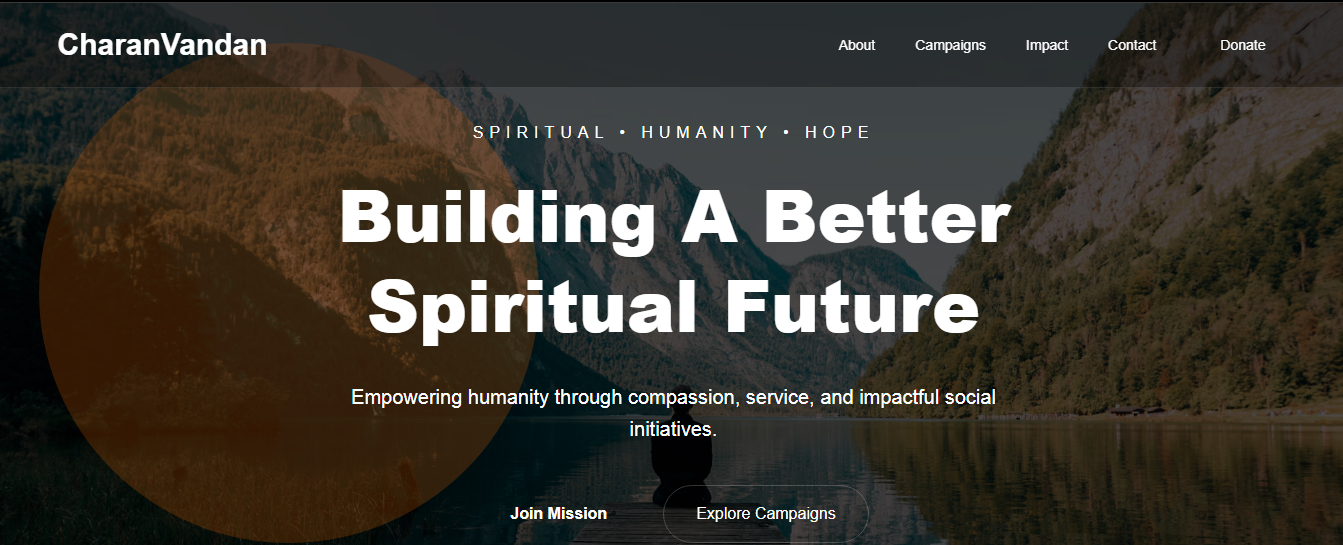 CharanVandan
About
Campaigns
Impact
Contact
Donate
SPIRITUAL • HUMANITY • HOPE
Building A Better
Spiritual Future
Empowering humanity through compassion, service, and impactful social
initiatives.
Join Mission
Explore Campaigns